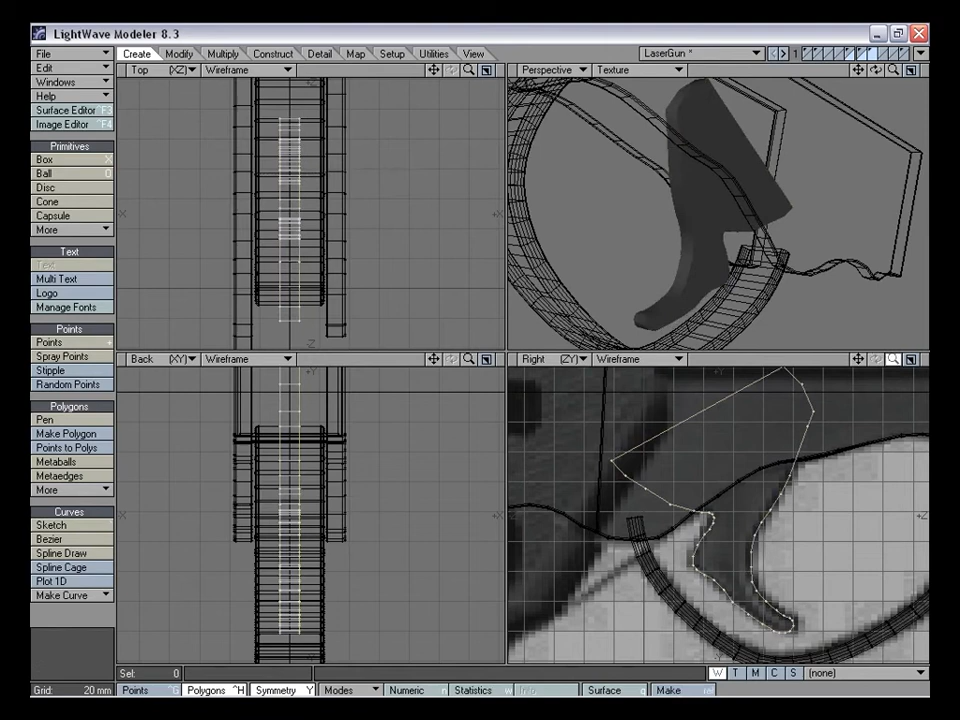 LightWave Modeler 8.3
File
Create Modify Multiply Construct Detail Map Setup Utilities View
LaserGun * 1
Edit
Windows
Help
Surface Editor F3
Image Editor ^F4
Primitives
Box X
Ball O
Disc
Cone
Capsule
More
Text
Text
Multi Text
Logo
Manage Fonts
Points
Points +
Spray Points
Stipple
Random Points
Polygons
Pen
Make Polygon
Points to Polys
Metaballs
Metaedges
More
Curves
Sketch
Bezier
Spline Draw
Spline Cage
Plot 1D
Make Curve
Top (XZ) Wireframe
Perspective Texture
Back (XY) Wireframe
Right (ZY) Wireframe
Sel: 0
W T M C S (none)
Grid: 20 mm
Points ^G Polygons ^H Symmetry Y Modes Numeric n Statistics w Info Surface q Make